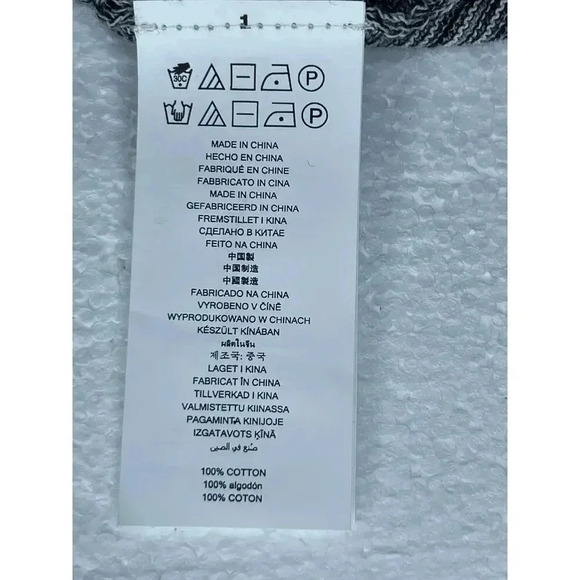 1
30C P
P
MADE IN CHINA
HECHO EN CHINA
FABRIQUÉ EN CHINE
FABBRICATO IN CINA
MADE IN CHINA
GEFABRICEERD IN CHINA
FREMSTILLET I KINA
СДЕЛАНО В КИТАЕ
FEITO NA CHINA
中国製
中国制造
中國製造
FABRICADO NA CHINA
VYROBENO V ČÍNĚ
WYPRODUKOWANO W CHINACH
KÉSZÜLT KÍNÁBAN
ผลิตในจีน
제조국: 중국
LAGET I KINA
FABRICAT ÎN CHINA
TILLVERKAD I KINA
VALMISTETTU KIINASSA
PAGAMINTA KINIJOJE
IZGATAVOTS ĶĪNĀ
صنع في الصين
100% COTTON
100% algodón
100% COTON